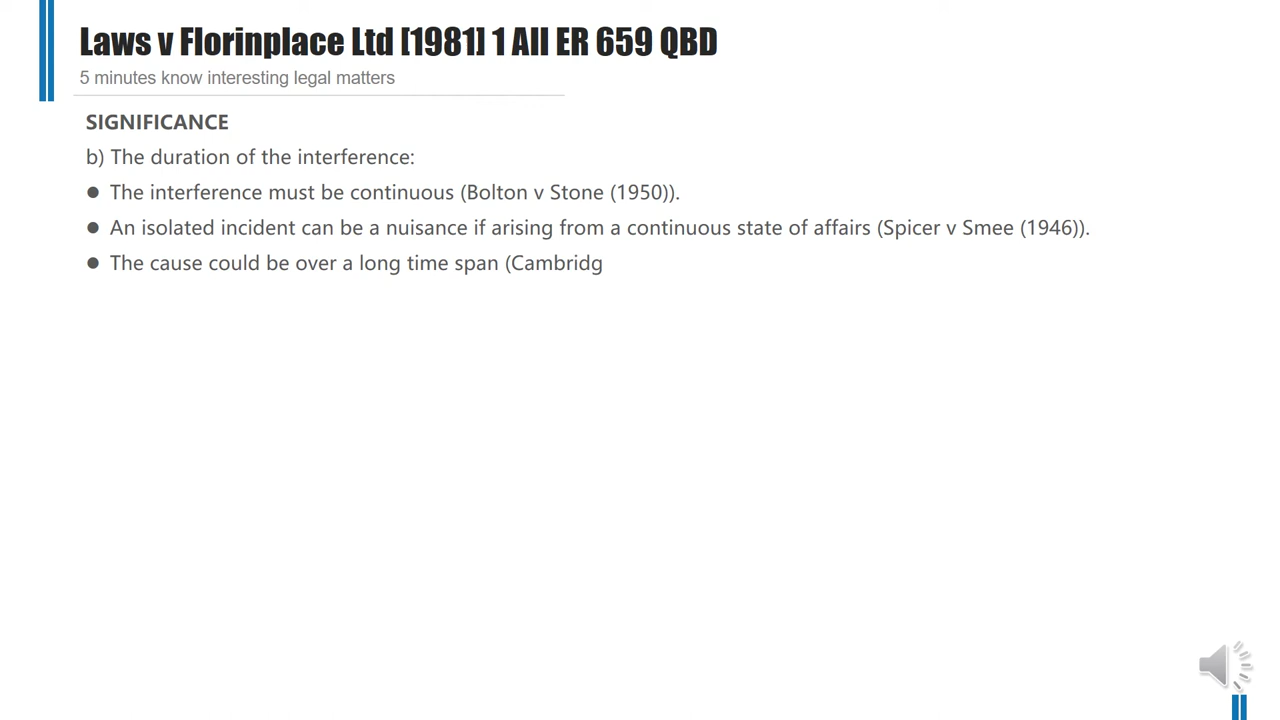 Laws v Florinplace Ltd [1981] 1 All ER 659 QBD
5 minutes know interesting legal matters
SIGNIFICANCE
b) The duration of the interference:
● The interference must be continuous (Bolton v Stone (1950)).
● An isolated incident can be a nuisance if arising from a continuous state of affairs (Spicer v Smee (1946)).
● The cause could be over a long time span (Cambridg